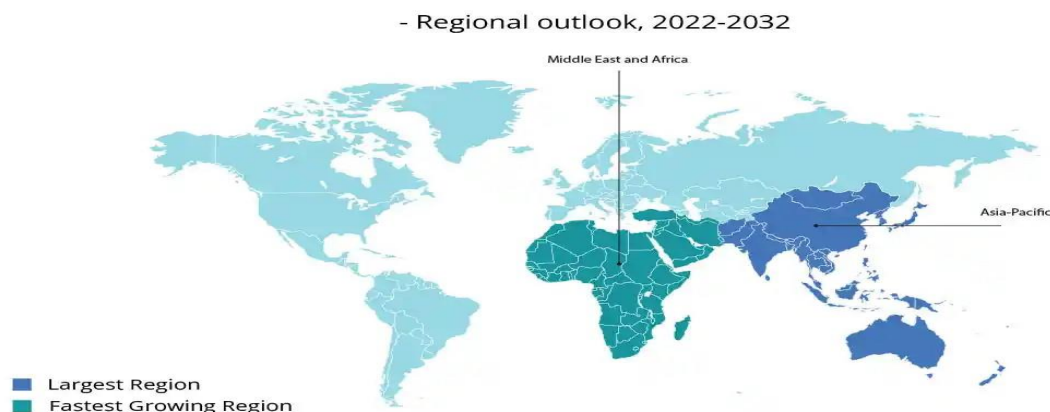 - Regional outlook, 2022-2032
Middle East and Africa
Asia-Pacific
Largest Region
Fastest Growing Region